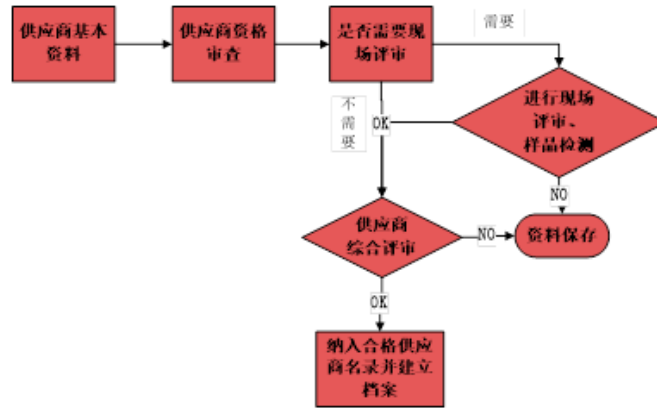 供应商基本
资料
供应商资格
审查
是否需要现
场评审
需要
不
需
要
OK
进行现场
评审、
样品检测
NO
供应商
综合评审
NO
资料保存
OK
纳入合格供应
商名录并建立
档案